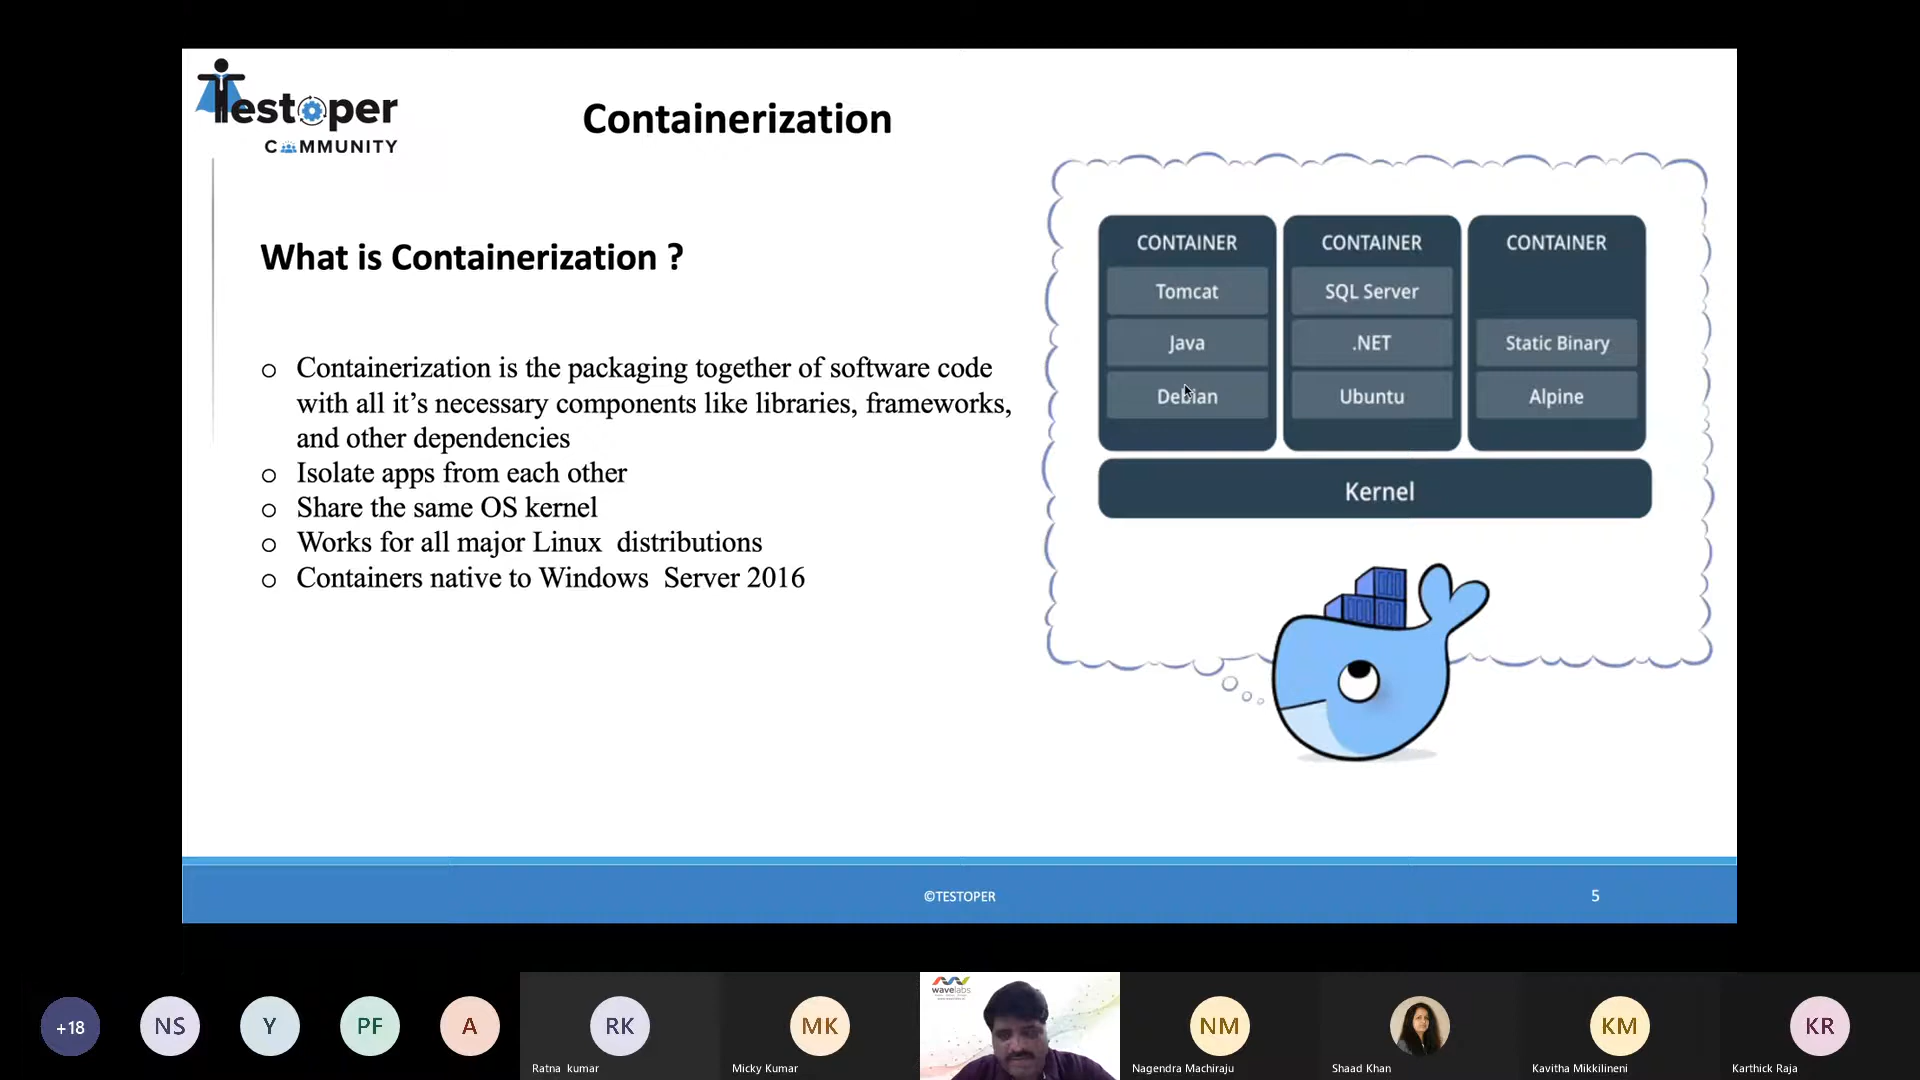 Testoper
COMMUNITY
Containerization
What is Containerization ?
Containerization is the packaging together of software code
with all it’s necessary components like libraries, frameworks,
and other dependencies
Isolate apps from each other
Share the same OS kernel
Works for all major Linux  distributions
Containers native to Windows  Server 2016
CONTAINER
Tomcat
Java
Debian
CONTAINER
SQL Server
.NET
Ubuntu
CONTAINER
Static Binary
Alpine
Kernel
©TESTOPER
5
+18
NS
Y
PF
A
RK
Ratna kumar
MK
Micky Kumar
wavelabs
NM
Nagendra Machiraju
Shaad Khan
KM
Kavitha Mikkilineni
KR
Karthick Raja